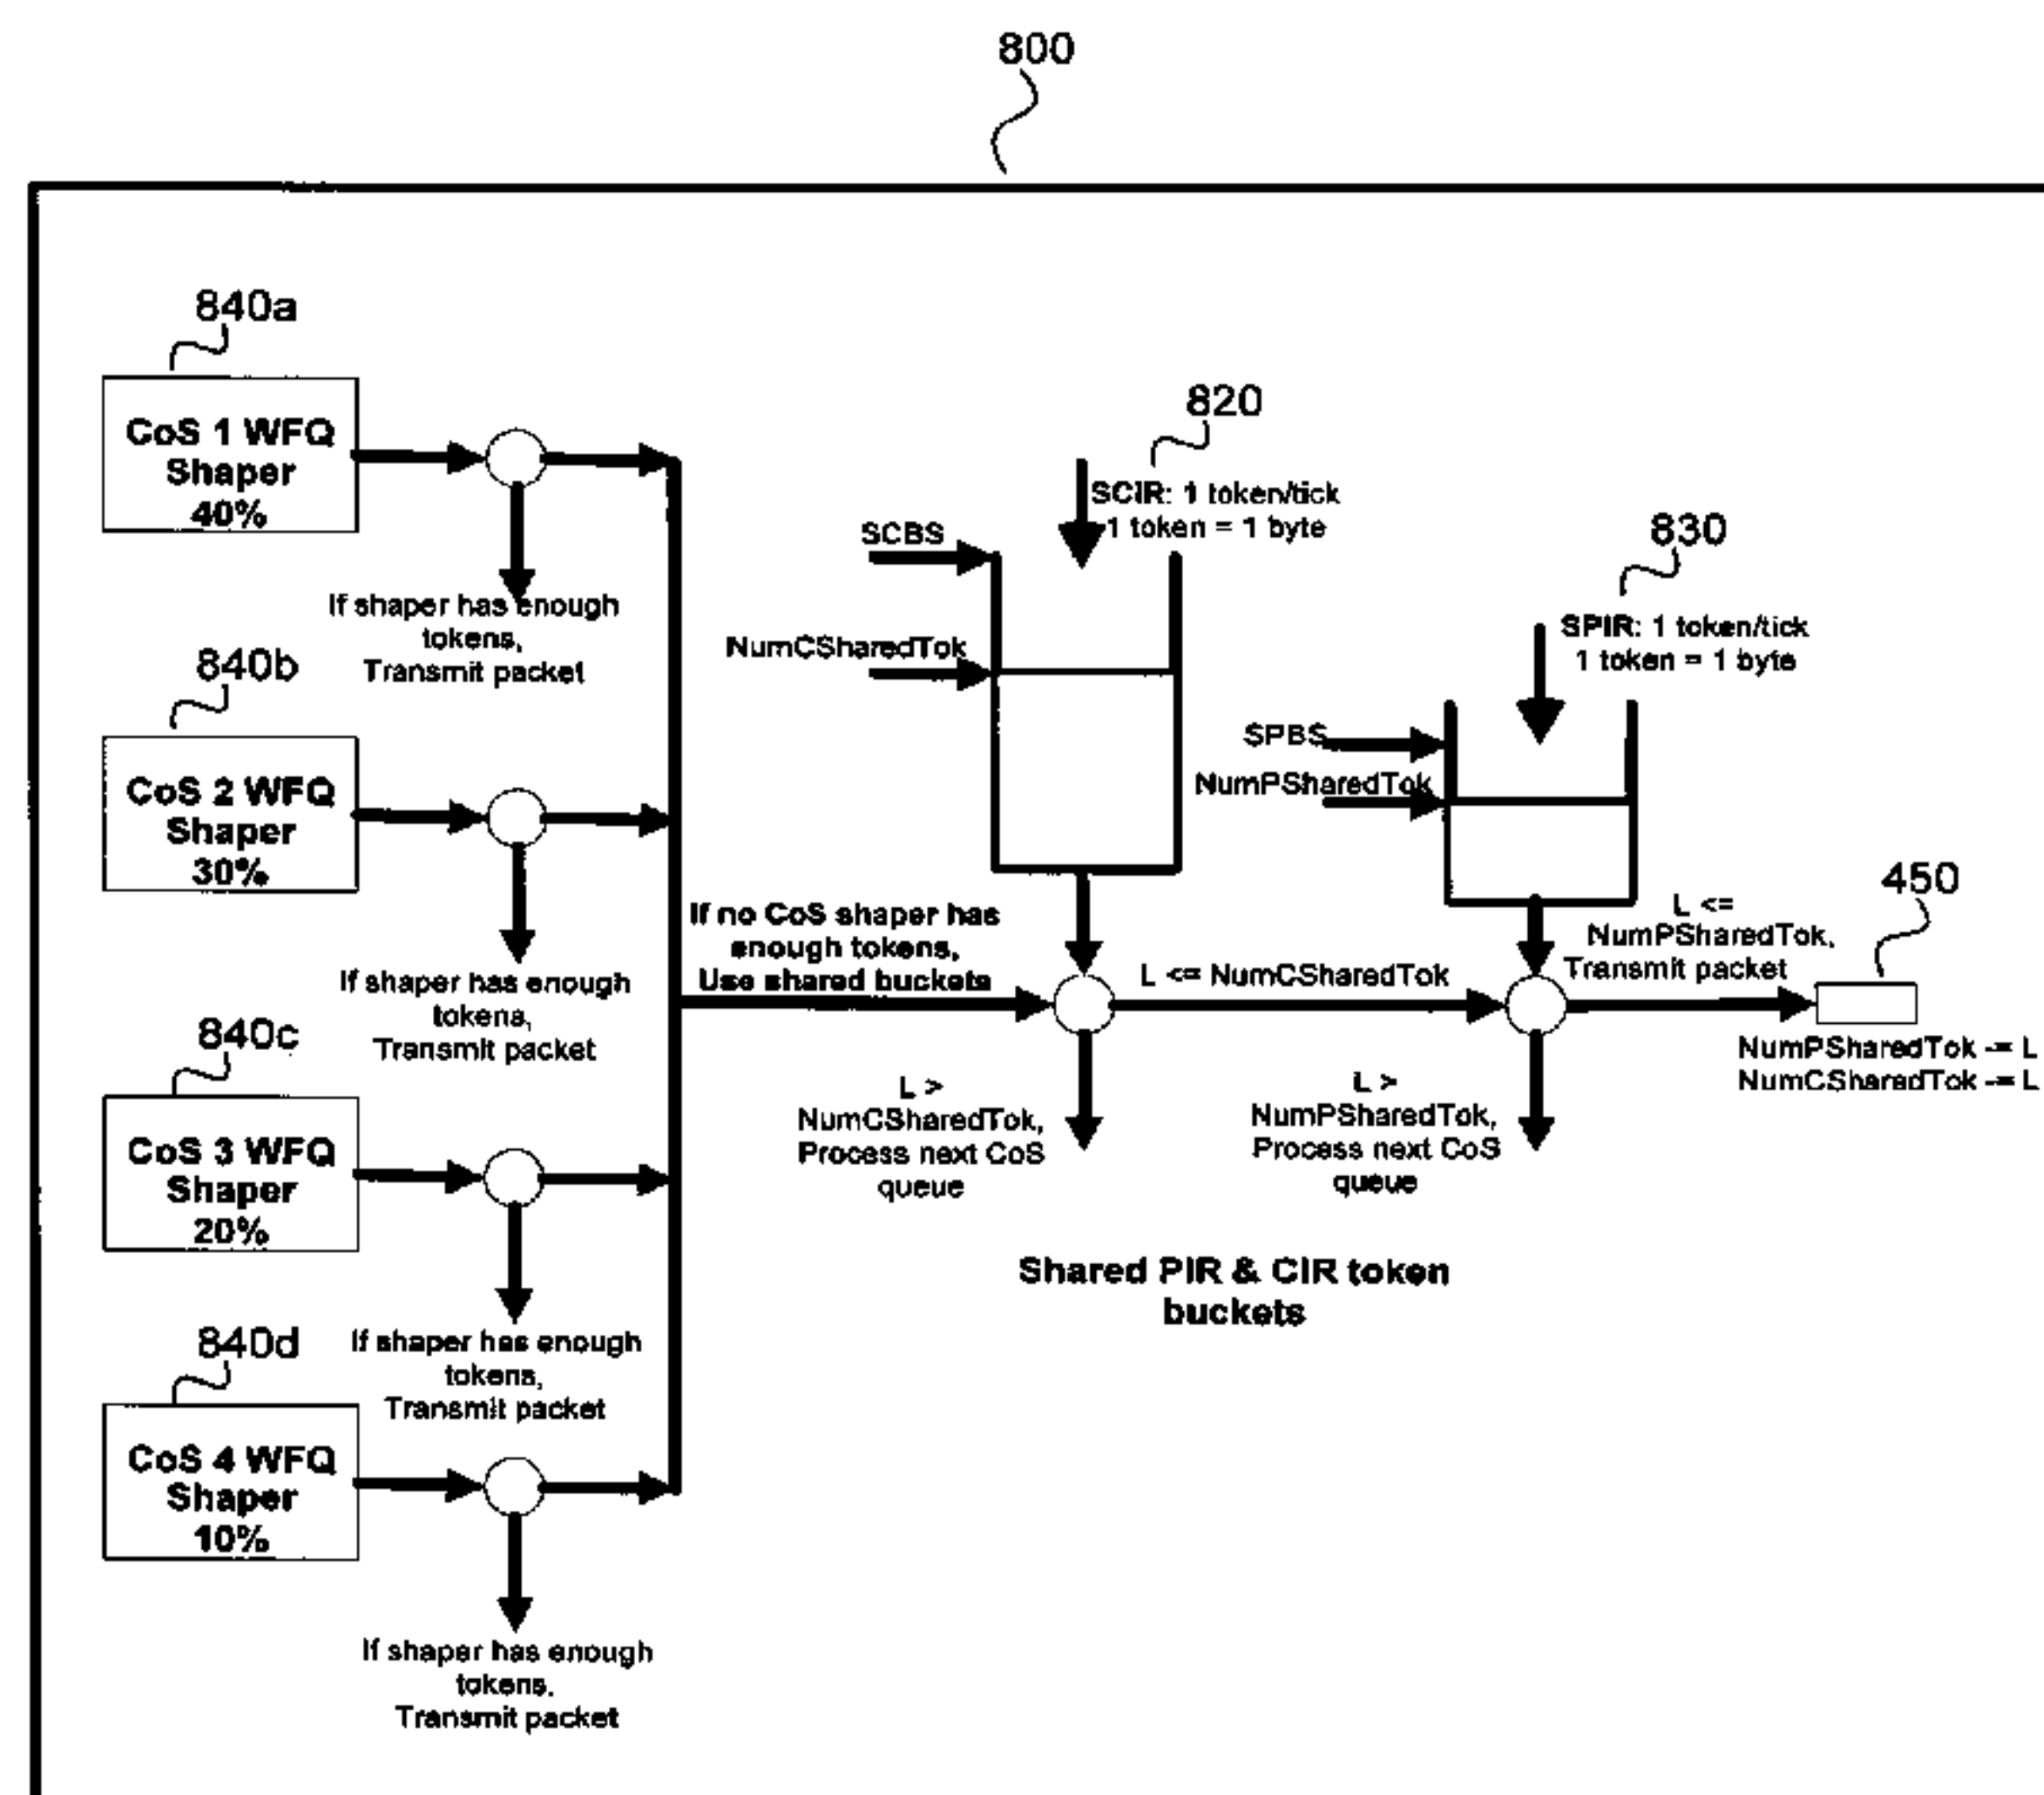 800
840a
CoS 1 WFQ
Shaper
40%
If shaper has enough
tokens,
Transmit packet
840b
CoS 2 WFQ
Shaper
30%
If shaper has enough
tokens,
Transmit packet
840c
CoS 3 WFQ
Shaper
20%
If shaper has enough
tokens,
Transmit packet
840d
CoS 4 WFQ
Shaper
10%
If shaper has enough
tokens.
Transmit packet
If no CoS shaper has
enough tokens,
Use shared buckets
820
SCIR: 1 token/tick
1 token = 1 byte
SCBS
NumCSharedTok
L <= NumCSharedTok
L >
NumCSharedTok,
Process next CoS
queue
830
SPIR: 1 token/tick
1 token = 1 byte
SPBS
NumPSharedTok
L <=
NumPSharedTok,
Transmit packet
L >
NumPSharedTok,
Process next CoS
queue
450
NumPSharedTok -= L
NumCSharedTok -= L
Shared PIR & CIR token
buckets